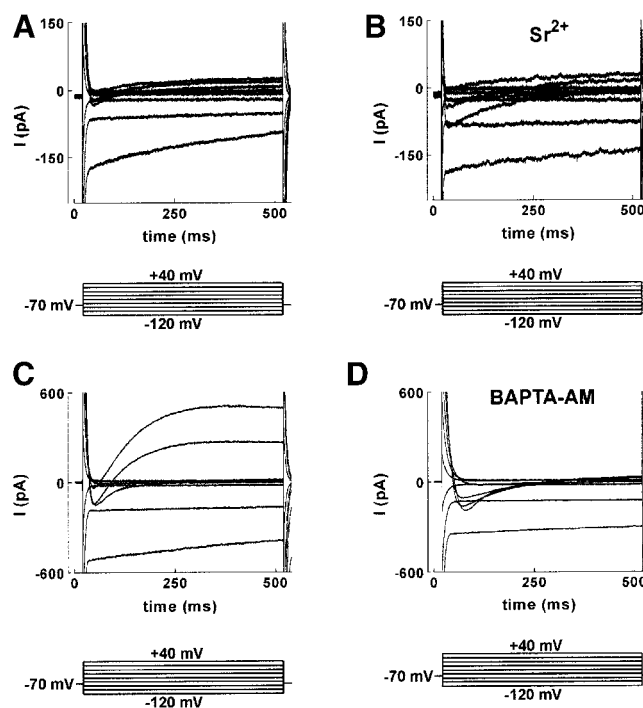 A
150
0
-150
I (pA)
0
250
500
time (ms)
+40 mV
-70 mV
-120 mV
B
Sr2+
150
0
-150
I (pA)
0
250
500
time (ms)
+40 mV
-70 mV
-120 mV
C
600
0
-600
I (pA)
0
250
500
time (ms)
+40 mV
-70 mV
-120 mV
D
BAPTA-AM
600
0
-600
I (pA)
0
250
500
time (ms)
+40 mV
-70 mV
-120 mV